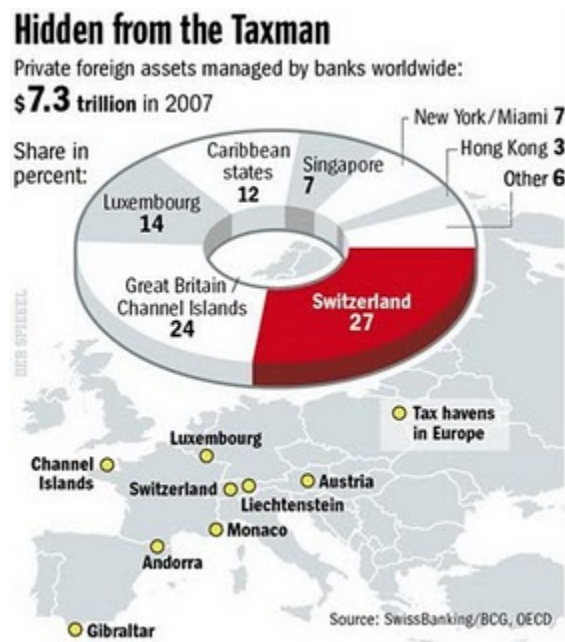 Hidden from the Taxman
Private foreign assets managed by banks worldwide:
$7.3 trillion in 2007
Share in
percent:
New York/Miami 7
Hong Kong 3
Other 6
Caribbean
states
12
Singapore
7
Luxembourg
14
Great Britain /
Channel Islands
24
Switzerland
27
DER SPIEGEL
Tax havens
in Europe
Luxembourg
Channel
Islands
Switzerland
Austria
Liechtenstein
Monaco
Andorra
Gibraltar
Source: SwissBanking/BCG, OECD